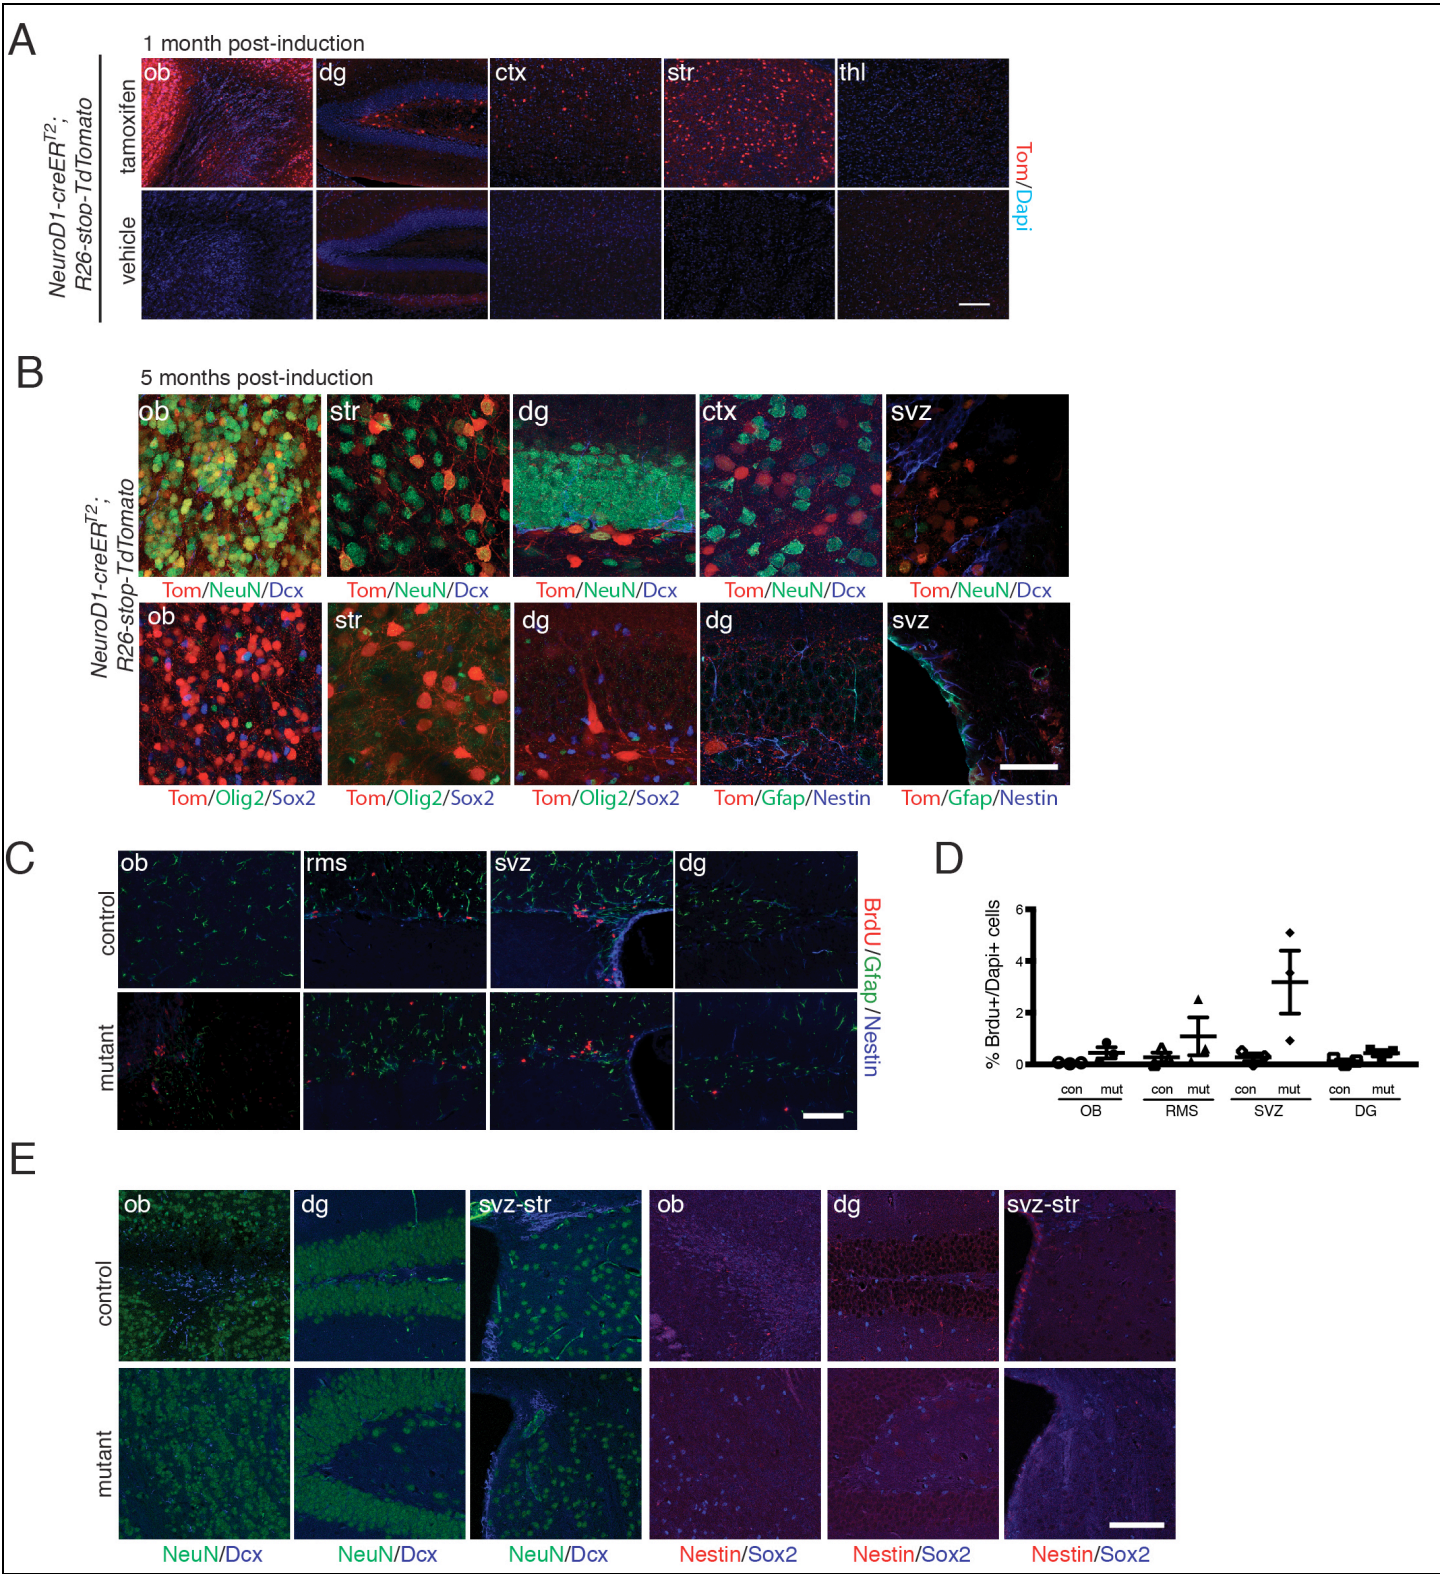 A
1 month post-induction
NeuroD1-creERT2;
R26-stop-TdTomato
tamoxifen
vehicle
ob
dg
ctx
str
thl
Tom/Dapi
B
5 months post-induction
NeuroD1-creERT2;
R26-stop-TdTomato
ob
str
dg
ctx
svz
Tom/NeuN/Dcx
Tom/NeuN/Dcx
Tom/NeuN/Dcx
Tom/NeuN/Dcx
Tom/NeuN/Dcx
ob
str
dg
dg
svz
Tom/Olig2/Sox2
Tom/Olig2/Sox2
Tom/Olig2/Sox2
Tom/Gfap/Nestin
Tom/Gfap/Nestin
C
control
mutant
ob
rms
svz
dg
BrdU/Gfap/Nestin
D
% Brdu+/Dapi+ cells
6
4
2
0
con mut con mut con mut con mut
OB RMS SVZ DG
E
control
mutant
ob
dg
svz-str
ob
dg
svz-str
NeuN/Dcx
NeuN/Dcx
NeuN/Dcx
Nestin/Sox2
Nestin/Sox2
Nestin/Sox2